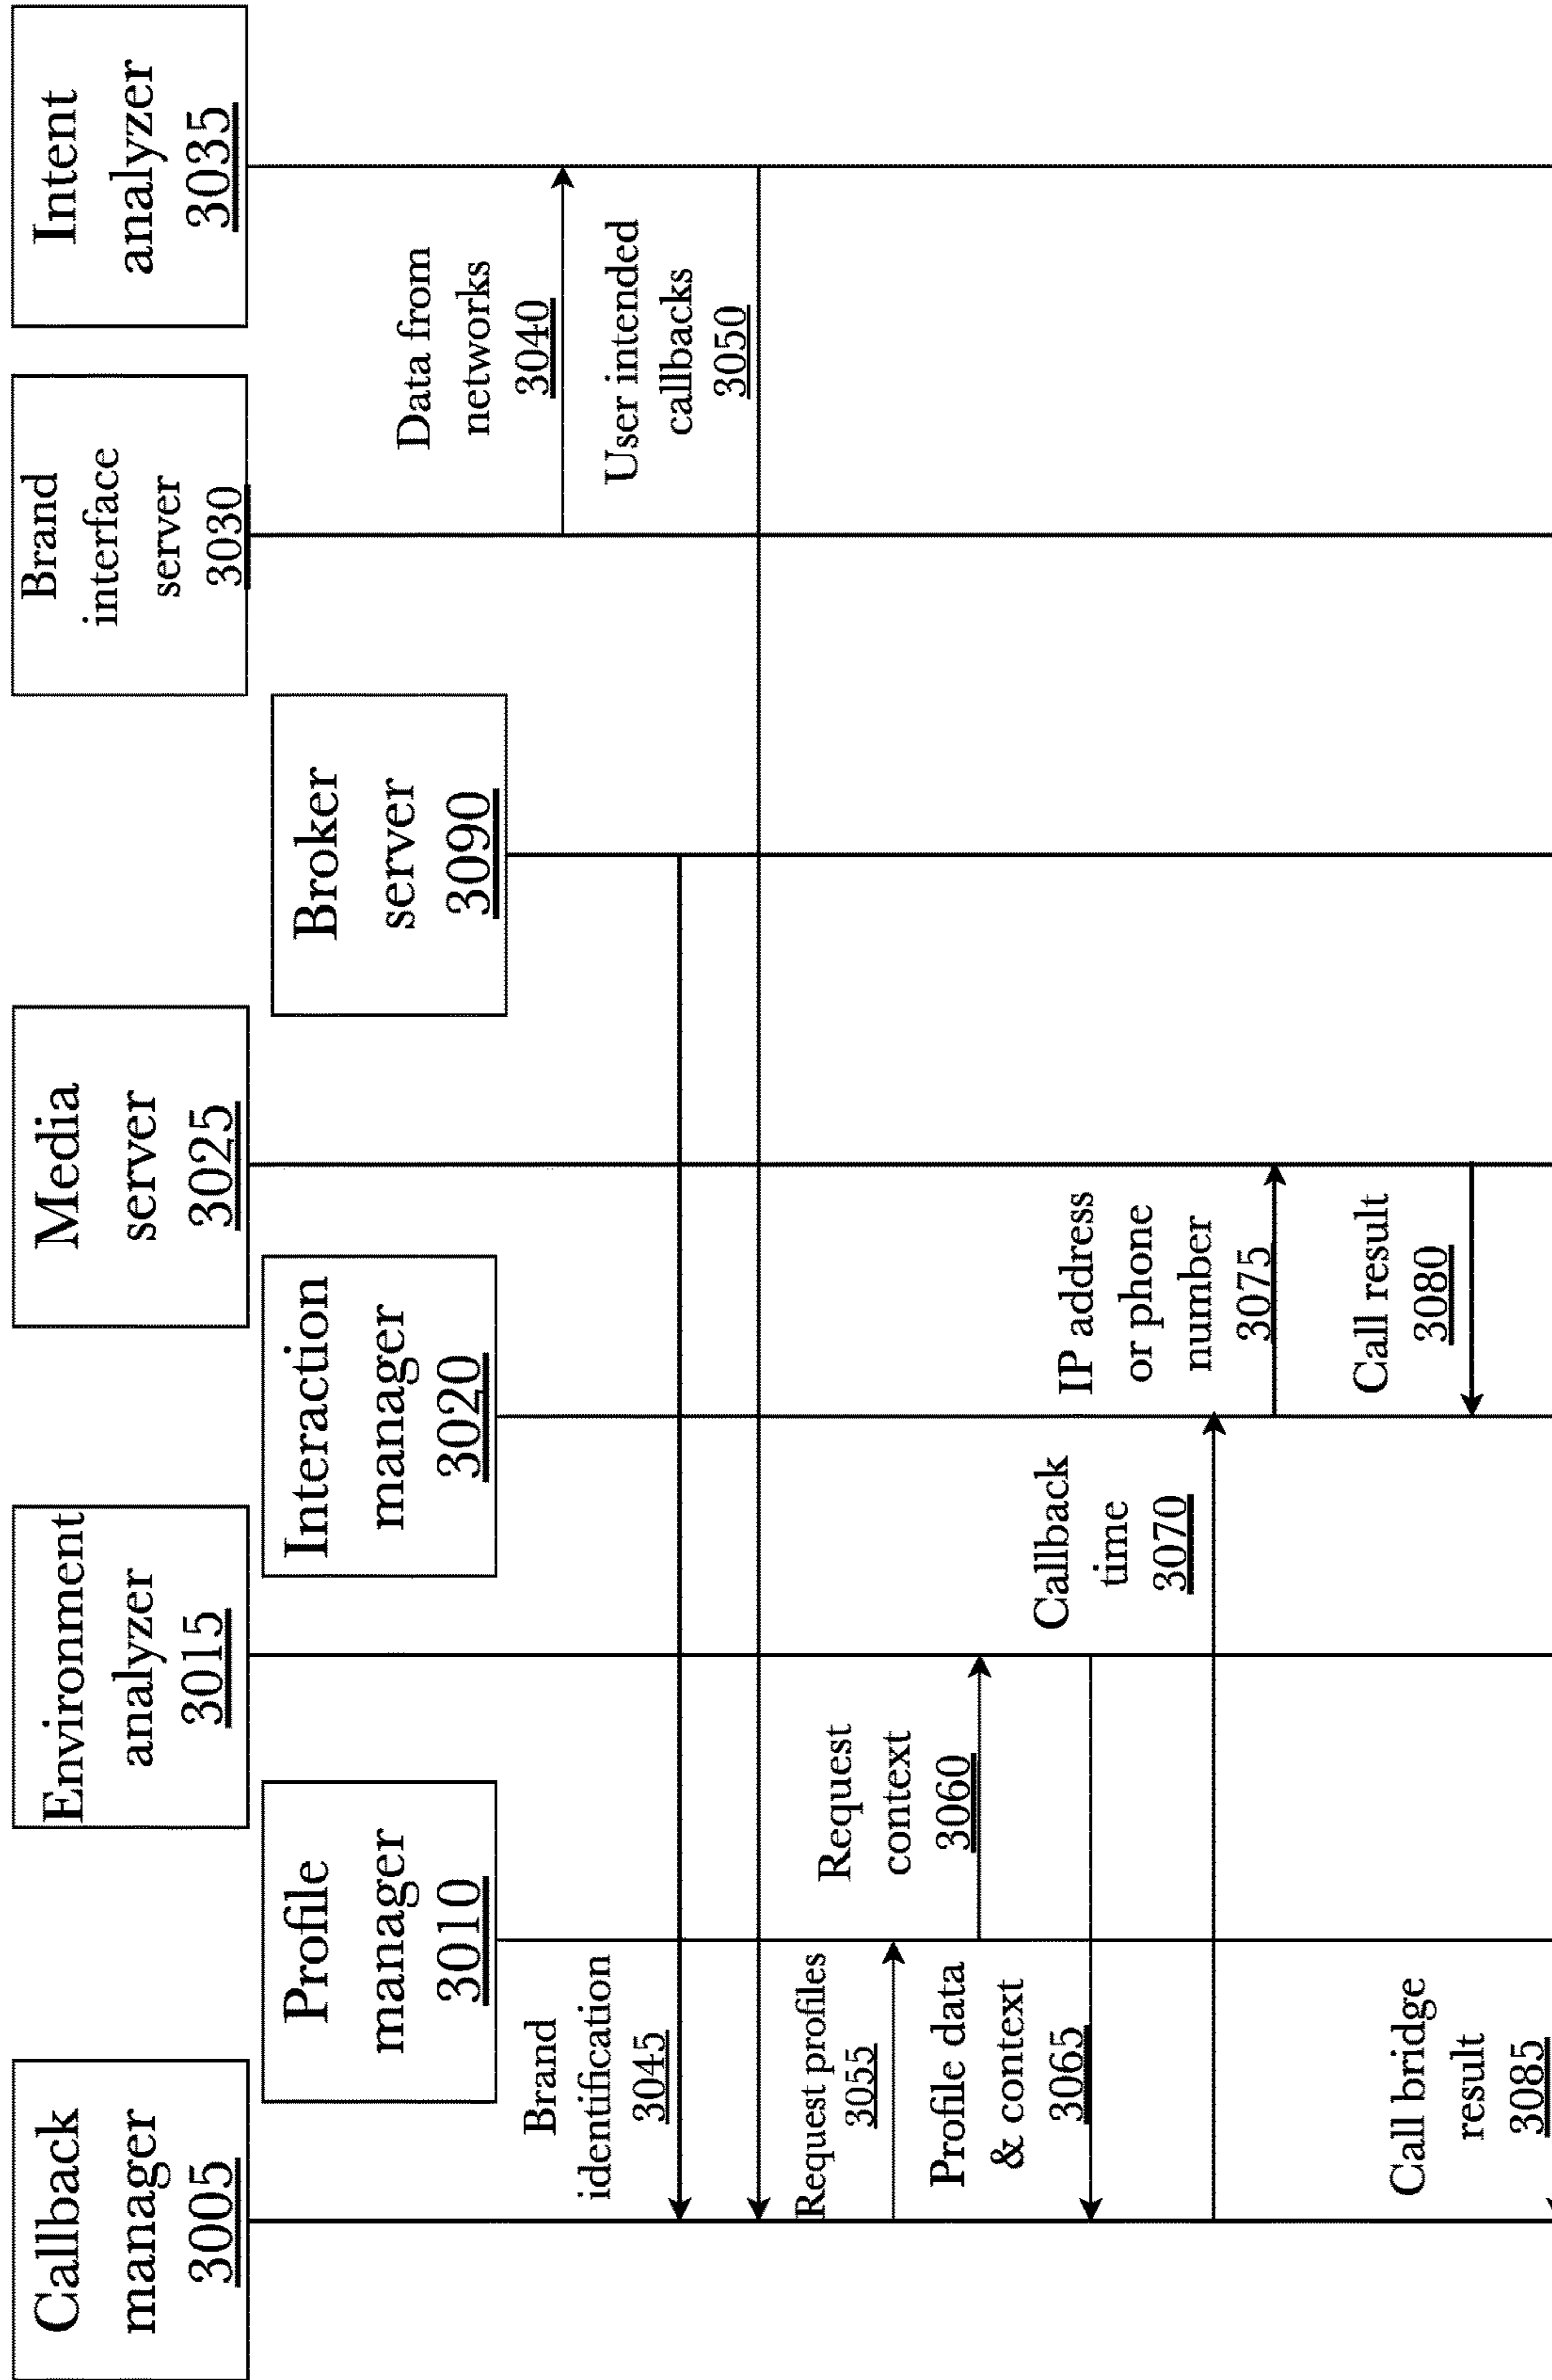 Callback
manager
3005
Profile
manager
3010
Environment
analyzer
3015
Interaction
manager
3020
Media
server
3025
Broker
server
3090
Brand
interface
server
3030
Intent
analyzer
3035
Data from
networks
3040
Brand
identification
3045
User intended
callbacks
3050
Request profiles
3055
Request
context
3060
Profile data
& context
3065
Callback
time
3070
IP address
or phone
number
3075
Call result
3080
Call bridge
result
3085